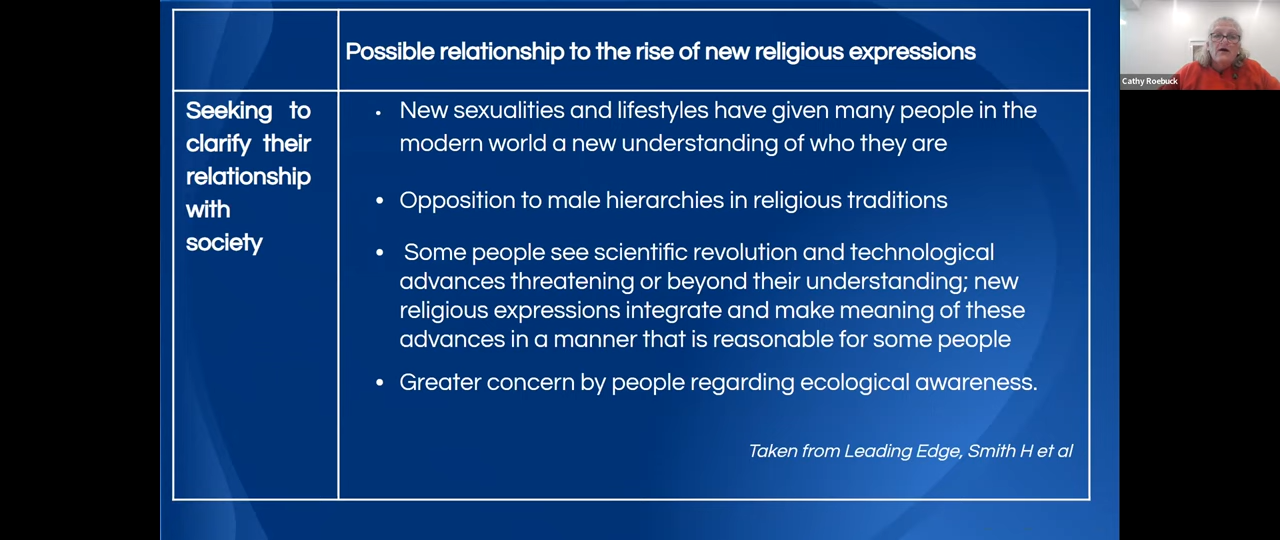 Possible relationship to the rise of new religious expressions
Seeking to
clarify their
relationship
with
society
• New sexualities and lifestyles have given many people in the
modern world a new understanding of who they are
• Opposition to male hierarchies in religious traditions
• Some people see scientific revolution and technological
advances threatening or beyond their understanding; new
religious expressions integrate and make meaning of these
advances in a manner that is reasonable for some people
• Greater concern by people regarding ecological awareness.
Taken from Leading Edge, Smith H et al
Cathy Roebuck